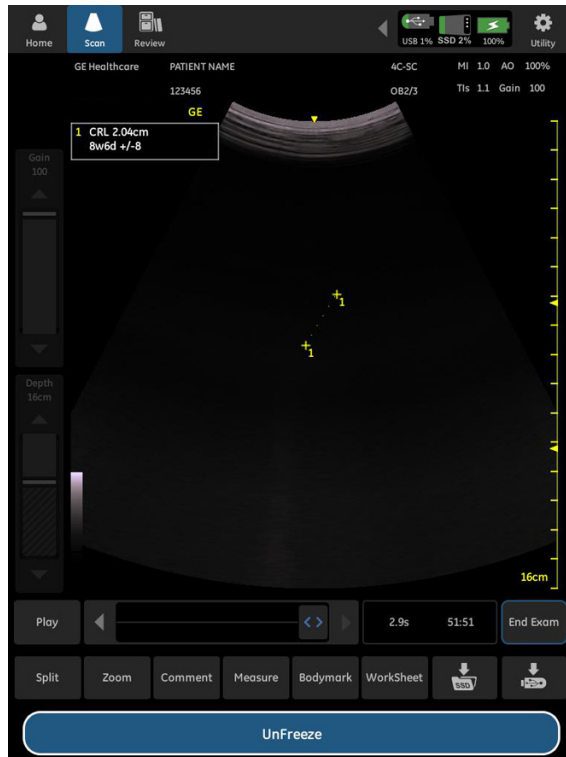 Home Scan Review USB 1% SSD 2% 100% Utility
GE Healthcare PATIENT NAME 4C-SC MI 1.0 AO 100%
123456 OB2/3 TIs 1.1 Gain 100
GE
1 CRL 2.04cm
8w6d +/-8
Gain
100
1
1
Depth
16cm
16cm
Play 2.9s 51:51 End Exam
Split Zoom Comment Measure Bodymark WorkSheet SSD
UnFreeze